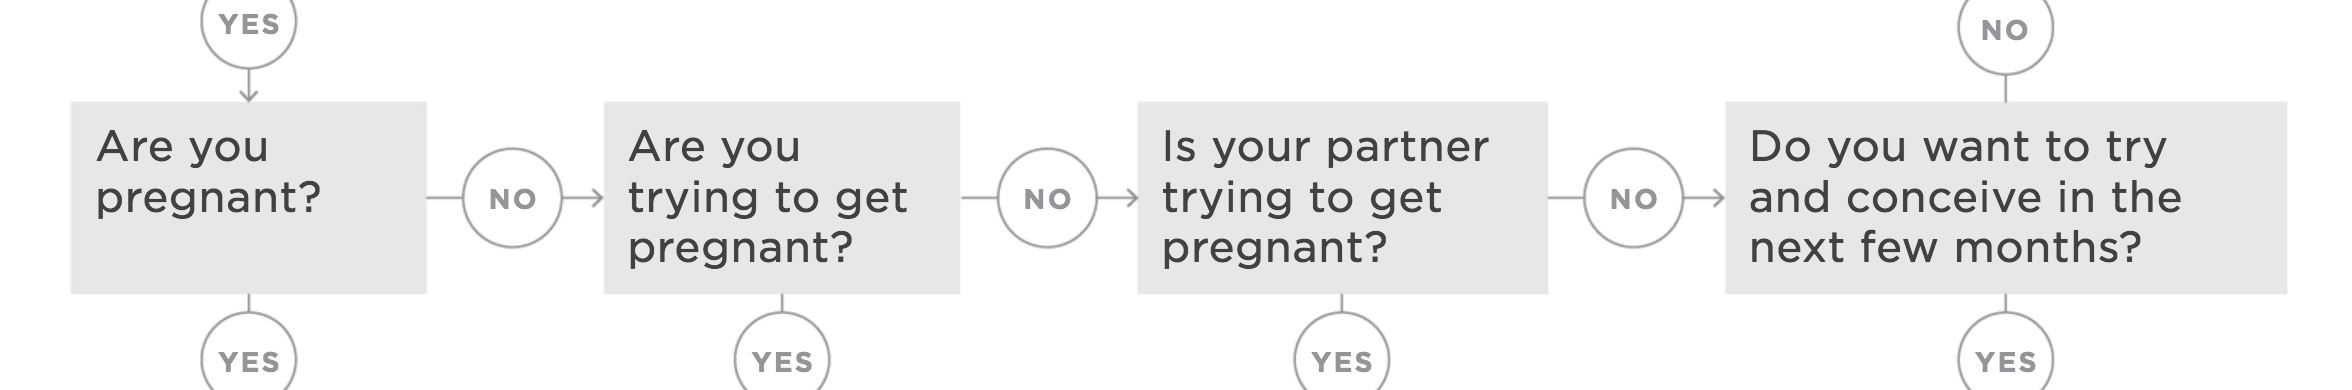 YES
NO
Are you
pregnant?
NO
Are you
trying to get
pregnant?
NO
Is your partner
trying to get
pregnant?
NO
Do you want to try
and conceive in the
next few months?
YES
YES
YES
YES